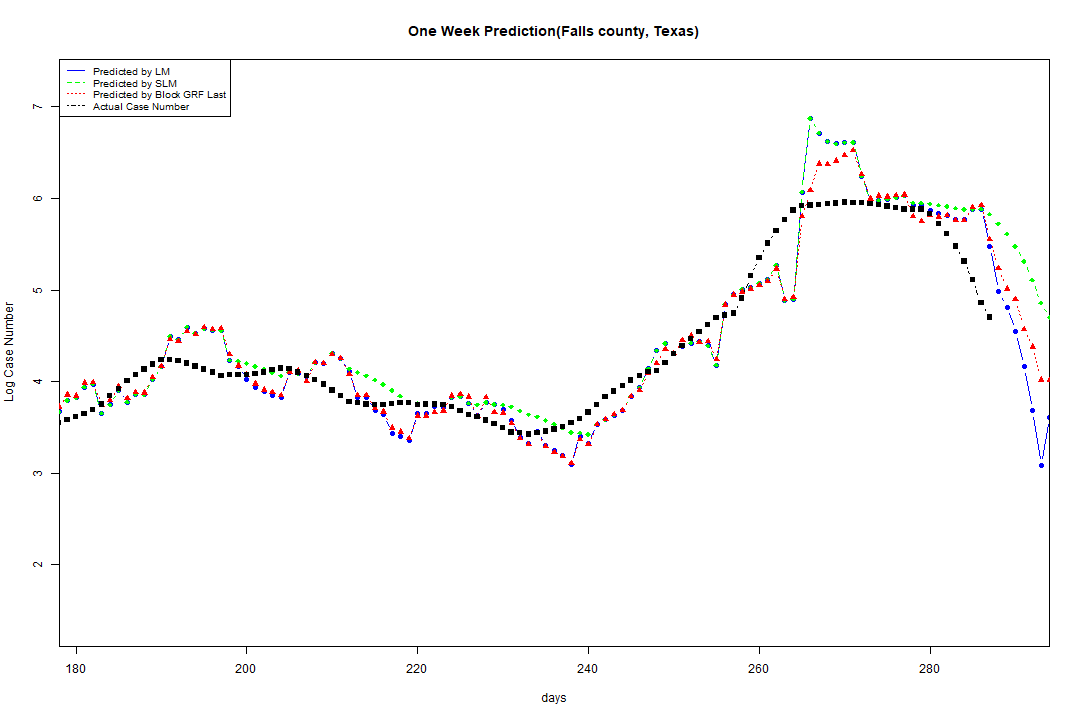 One Week Prediction(Falls county, Texas)
Predicted by LM
Predicted by SLM
Predicted by Block GRF Last
Actual Case Number
7
6
5
4
3
2
Log Case Number
180 200 220 240 260 280
days